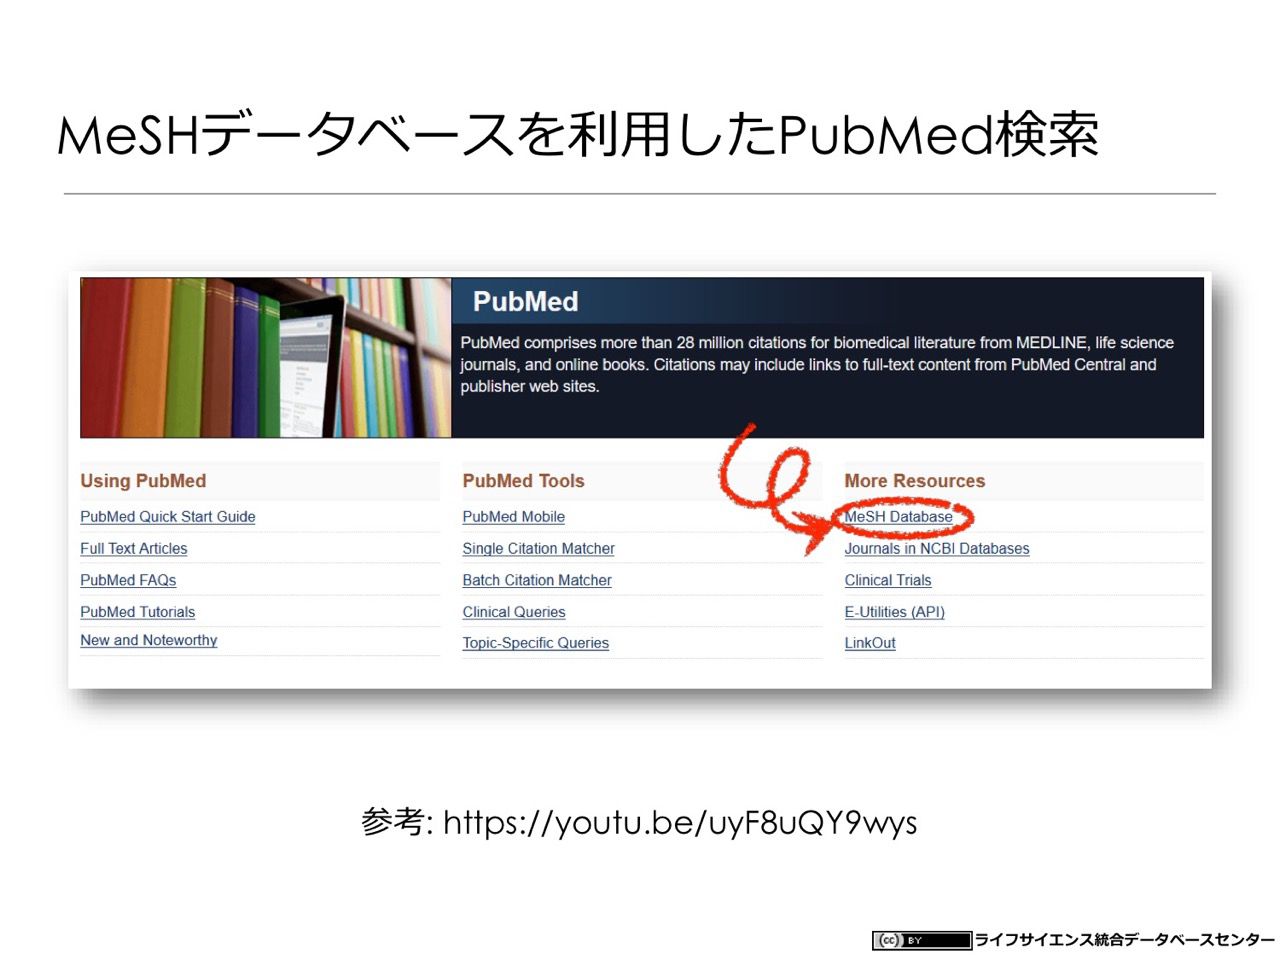 MeSHデータベースを利用したPubMed検索
PubMed
PubMed comprises more than 28 million citations for biomedical literature from MEDLINE, life science
journals, and online books. Citations may include links to full-text content from PubMed Central and
publisher web sites.
Using PubMed
PubMed Quick Start Guide
Full Text Articles
PubMed FAQs
PubMed Tutorials
New and Noteworthy
PubMed Tools
PubMed Mobile
Single Citation Matcher
Batch Citation Matcher
Clinical Queries
Topic-Specific Queries
More Resources
MeSH Database
Journals in NCBI Databases
Clinical Trials
E-Utilities (API)
LinkOut
参考: https://youtu.be/uyF8uQY9wys
cc BY ライフサイエンス統合データベースセンター